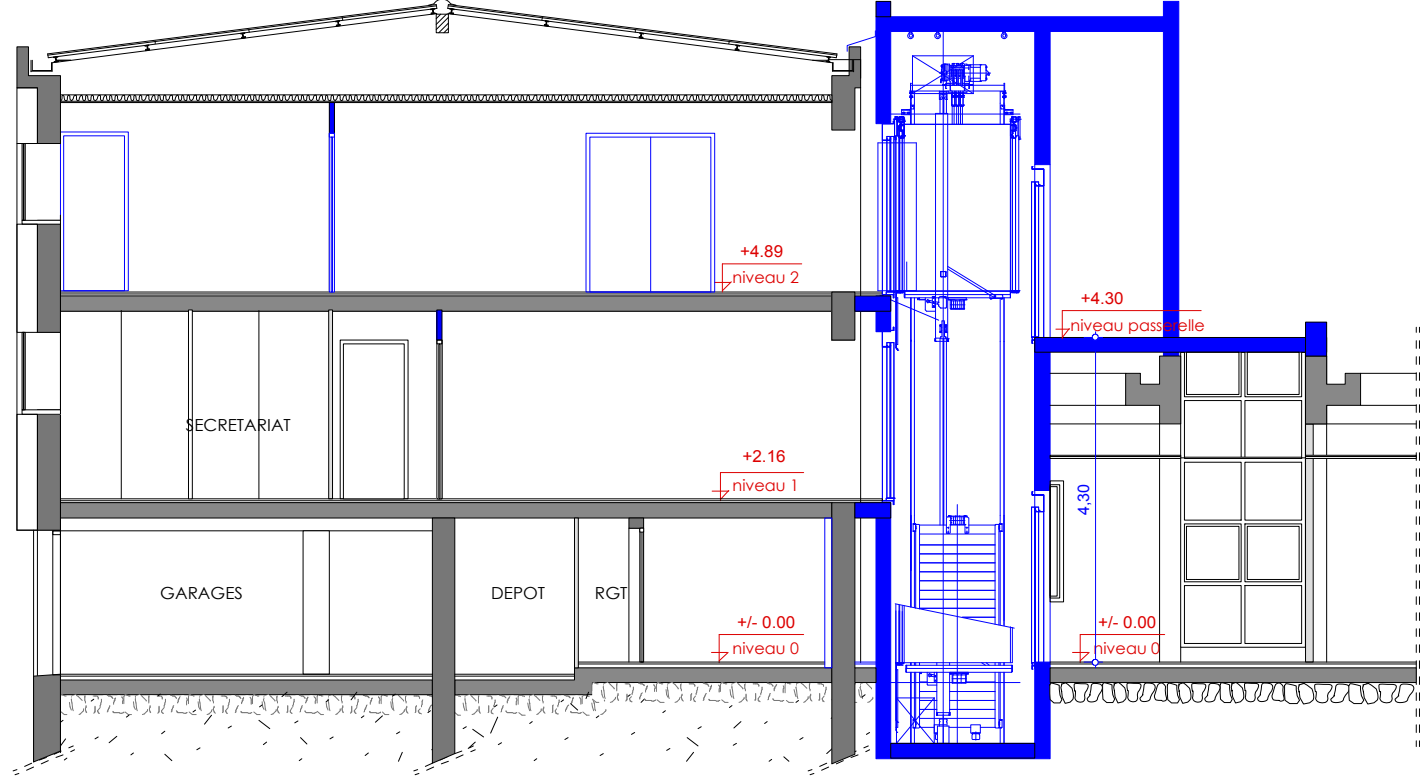 +4.89
niveau 2
+4.30
niveau passerelle
SECRETARIAT
+2.16
niveau 1
4,30
GARAGES
DEPOT
RGT
+/- 0.00
niveau 0
+/- 0.00
niveau 0